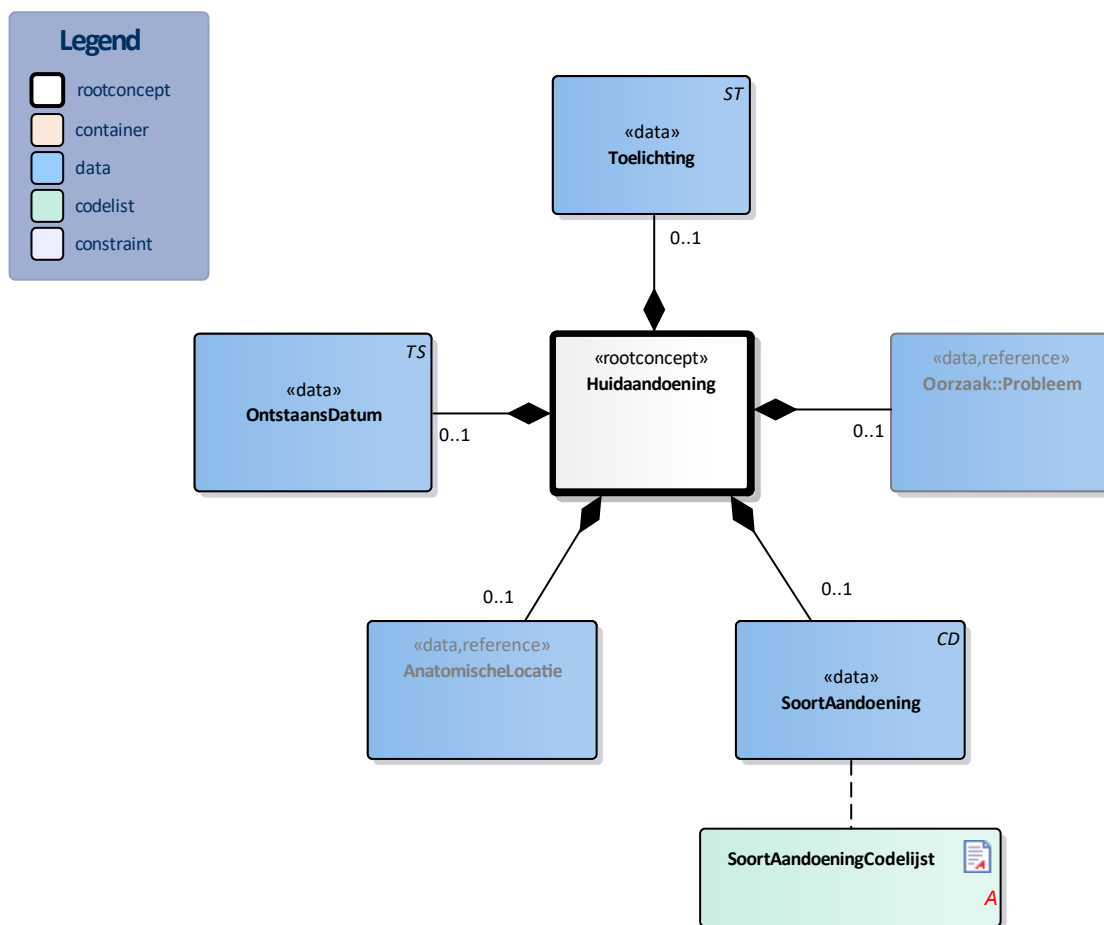 Legend
rootconcept
container
data
codelist
constraint
ST
«data»
Toelichting
0..1
TS
«data»
OntstaansDatum
0..1
«rootconcept»
Huidaandoening
«data,reference»
Oorzaak::Probleem
0..1
0..1
0..1
«data,reference»
AnatomischeLocatie
CD
«data»
SoortAandoening
SoortAandoeningCodelijst
A